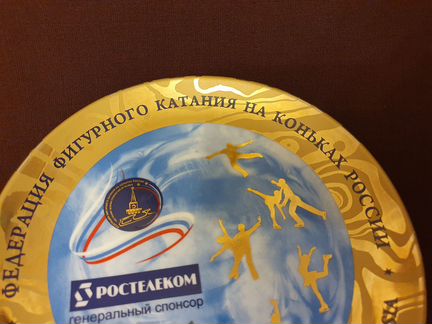 ФЕДЕРАЦИЯ ФИГУРНОГО КАТАНИЯ НА КОНЬКАХ РОССИИ
РОСТЕЛЕКОМ
генеральный спонсор